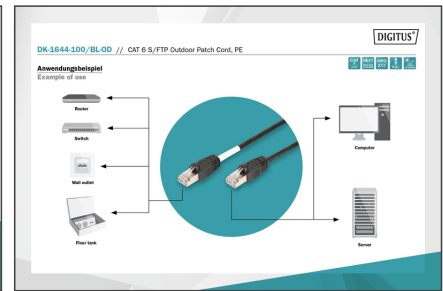 DIGITUS®
DK-1644-100/BL-OD // CAT 6 S/FTP Outdoor Patch Cord, PE
Anwendungsbeispiel
Example of use
Router
Switch
Wall outlet
Floor tank
Computer
Server